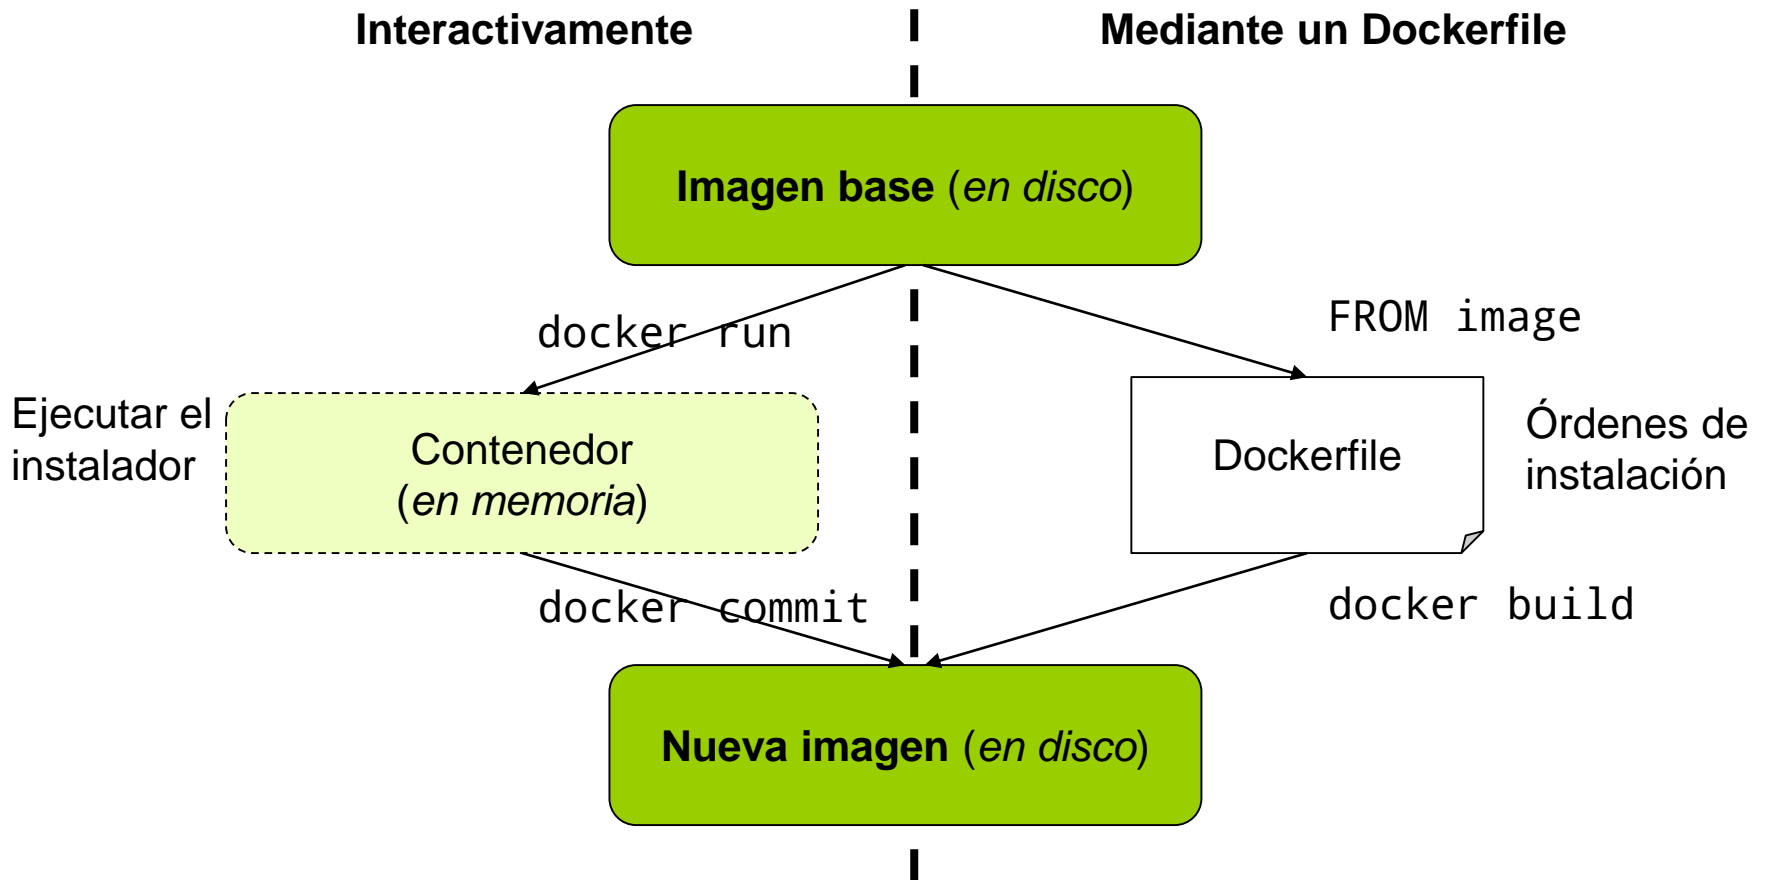 Interactivamente
Mediante un Dockerfile
Imagen base (en disco)
docker run
FROM image
Ejecutar el
instalador
Contenedor
(en memoria)
Dockerfile
Órdenes de
instalación
docker commit
docker build
Nueva imagen (en disco)